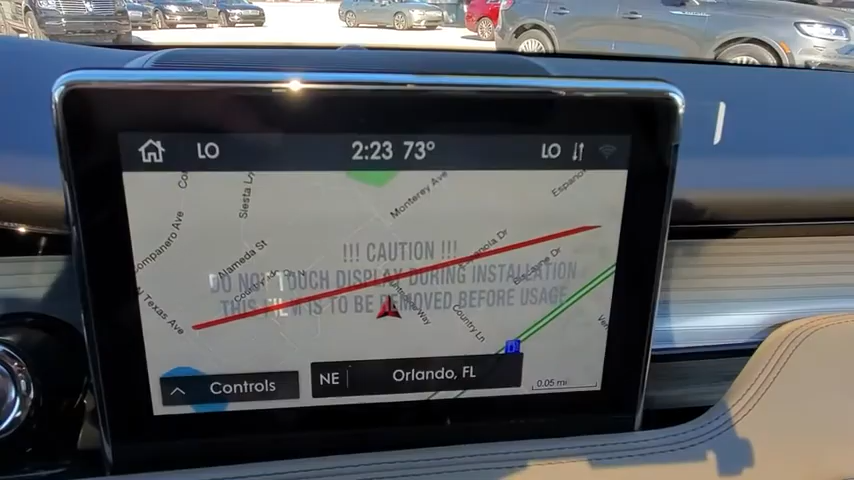 LO 2:23 73° LO
Siesta Ln
Monterey Ave
Companero Ave
Alameda St
!!! CAUTION !!!
DO NOT TOUCH DISPLAY DURING INSTALLATION
THIS FILM IS TO BE REMOVED BEFORE USAGE
Biscayne Dr
N Texas Ave
Country Ln
Controls
NE Orlando, FL
0.05 mi